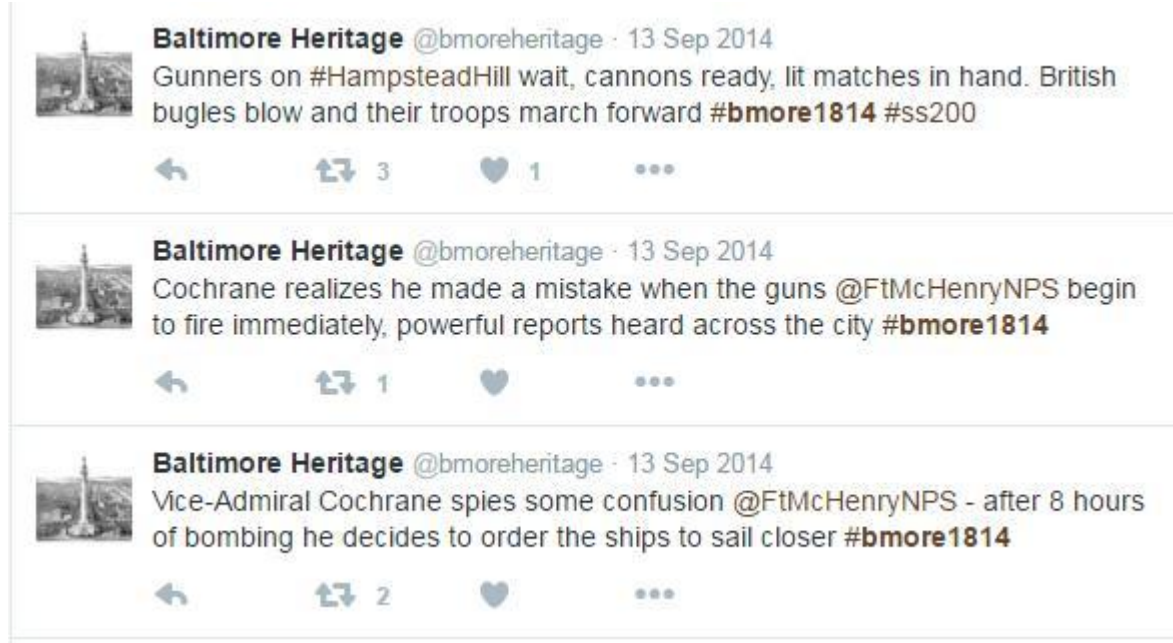 Baltimore Heritage @bmoreheritage · 13 Sep 2014
Gunners on #HampsteadHill wait, cannons ready, lit matches in hand. British
bugles blow and their troops march forward #bmore1814 #ss200
3 1
Baltimore Heritage @bmoreheritage · 13 Sep 2014
Cochrane realizes he made a mistake when the guns @FtMcHenryNPS begin
to fire immediately, powerful reports heard across the city #bmore1814
1
Baltimore Heritage @bmoreheritage · 13 Sep 2014
Vice-Admiral Cochrane spies some confusion @FtMcHenryNPS - after 8 hours
of bombing he decides to order the ships to sail closer #bmore1814
2